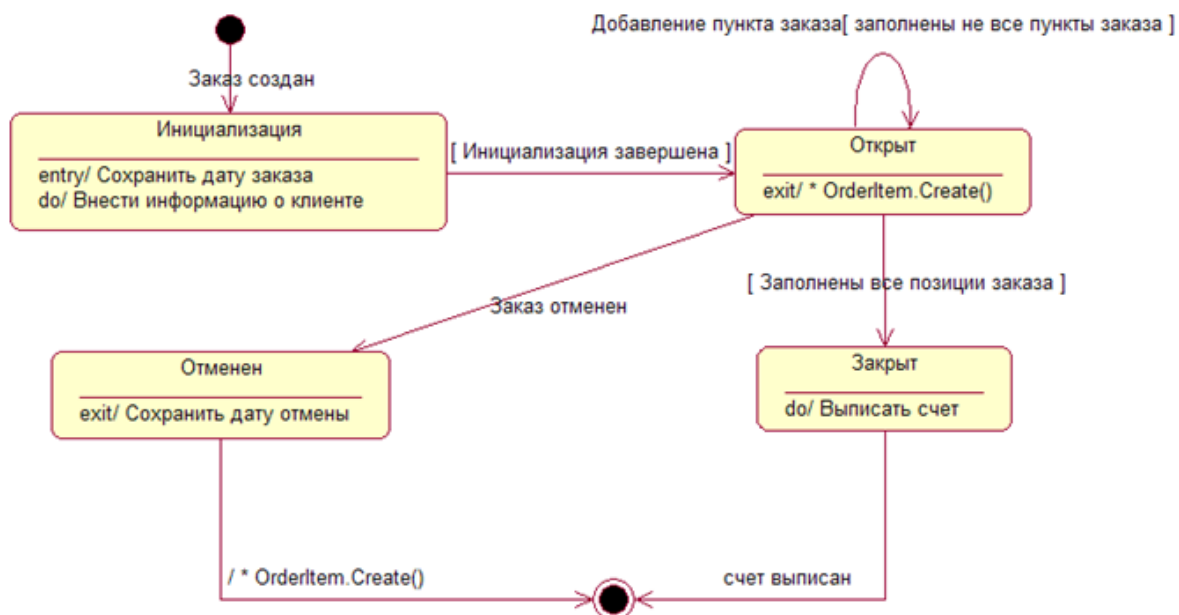 Добавление пункта заказа[ заполнены не все пункты заказа ]
Заказ создан
Инициализация
entry/ Сохранить дату заказа
do/ Внести информацию о клиенте
[ Инициализация завершена ]
Открыт
exit/ * OrderItem.Create()
[ Заполнены все позиции заказа ]
Заказ отменен
Отменен
exit/ Сохранить дату отмены
Закрыт
do/ Выписать счет
/ * OrderItem.Create()
счет выписан